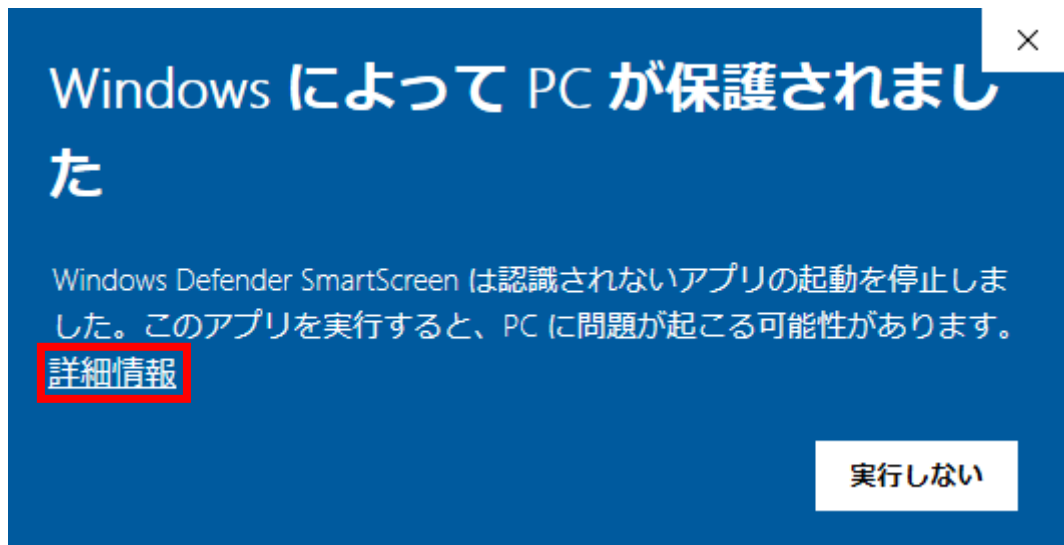 Windows によって PC が保護されまし
た
Windows Defender SmartScreen は認識されないアプリの起動を停止しま
した。このアプリを実行すると、PC に問題が起こる可能性があります。
詳細情報
実行しない